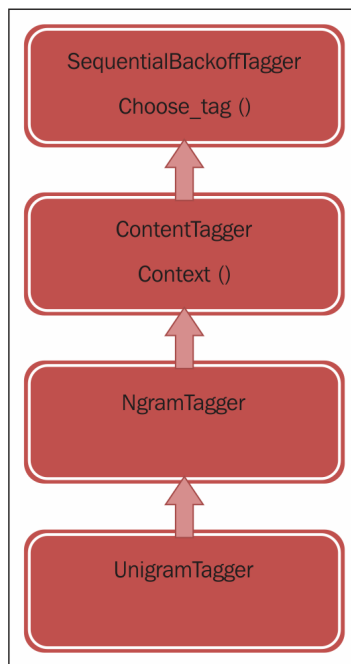 SequentialBackoffTagger
Choose_tag ()
ContentTagger
Context ()
NgramTagger
UnigramTagger